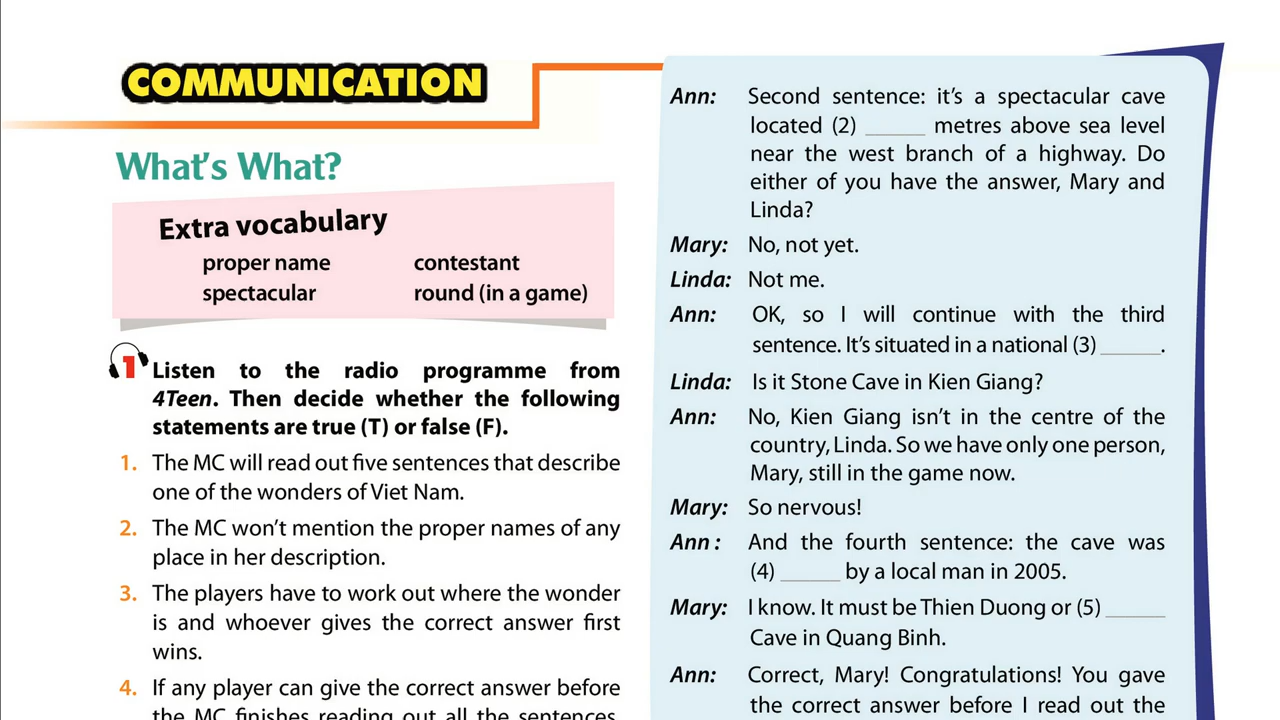 COMMUNICATION
What's What?
Extra vocabulary
proper name contestant
spectacular round (in a game)
1 Listen to the radio programme from
4Teen. Then decide whether the following
statements are true (T) or false (F).
1. The MC will read out five sentences that describe
one of the wonders of Viet Nam.
2. The MC won't mention the proper names of any
place in her description.
3. The players have to work out where the wonder
is and whoever gives the correct answer first
wins.
4. If any player can give the correct answer before
the MC finishes reading out all the sentences,
Ann: Second sentence: it's a spectacular cave
located (2) ______ metres above sea level
near the west branch of a highway. Do
either of you have the answer, Mary and
Linda?
Mary: No, not yet.
Linda: Not me.
Ann: OK, so I will continue with the third
sentence. It's situated in a national (3) ______.
Linda: Is it Stone Cave in Kien Giang?
Ann: No, Kien Giang isn't in the centre of the
country, Linda. So we have only one person,
Mary, still in the game now.
Mary: So nervous!
Ann : And the fourth sentence: the cave was
(4) ______ by a local man in 2005.
Mary: I know. It must be Thien Duong or (5) ______
Cave in Quang Binh.
Ann: Correct, Mary! Congratulations! You gave
the correct answer before I read out the